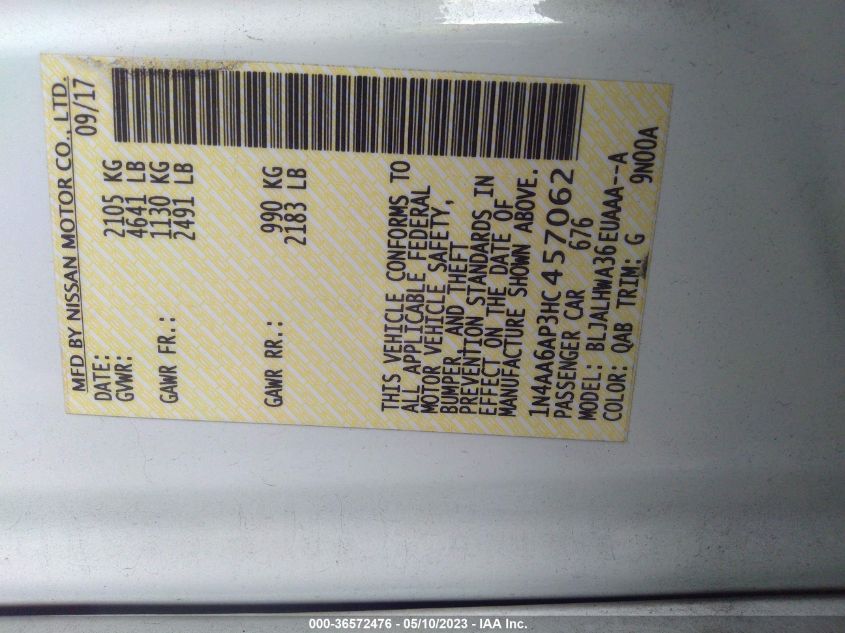 MFD BY NISSAN MOTOR CO., LTD.
DATE: 09/17
GVWR: 2105 KG
4641 LB
GAWR FR.: 1130 KG
2491 LB
GAWR RR.: 990 KG
2183 LB
THIS VEHICLE CONFORMS TO
ALL APPLICABLE FEDERAL
MOTOR VEHICLE SAFETY,
BUMPER, AND THEFT
PREVENTION STANDARDS IN
EFFECT ON THE DATE OF
MANUFACTURE SHOWN ABOVE.
1N4AA6AP3HC457062
PASSENGER CAR 676
MODEL: BLJALHWA36EUAAA--A
COLOR: QAB TRIM: G 9N00A
000-36572476 - 05/10/2023 - IAA Inc.